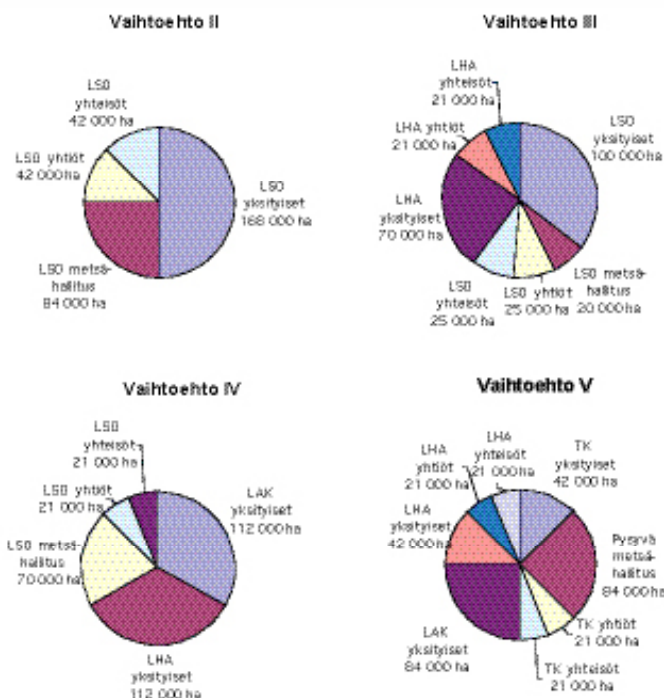 Vaihtoehto II
LSO
yhteisöt
42 000 ha
LSO yhtiöt
42 000 ha
LSO metsä-
hallitus
84 000 ha
LSO
yksityiset
168 000 ha
Vaihtoehto III
LHA
yhteisöt
21 000 ha
LHA yhtiöt
21 000 ha
LHA
yksityiset
70 000 ha
LSO
yhteisöt
25 000 ha
LSO yhtiöt
25 000 ha
LSO metsä-
hallitus
20 000 ha
LSO
yksityiset
100 000 ha
Vaihtoehto IV
LSO
yhteisöt
21 000 ha
LSO yhtiöt
21 000 ha
LSO metsä-
hallitus
70 000 ha
LHA
yksityiset
112 000 ha
LAK
yksityiset
112 000 ha
Vaihtoehto V
LHA
yhteisöt
21 000 ha
LHA
yhtiöt
21 000 ha
LHA
yksityiset
42 000 ha
LAK
yksityiset
84 000 ha
TK yhteisöt
21 000 ha
TK yhtiöt
21 000 ha
Pysyvä
metsä-
hallitus
84 000 ha
TK
yksityiset
42 000 ha